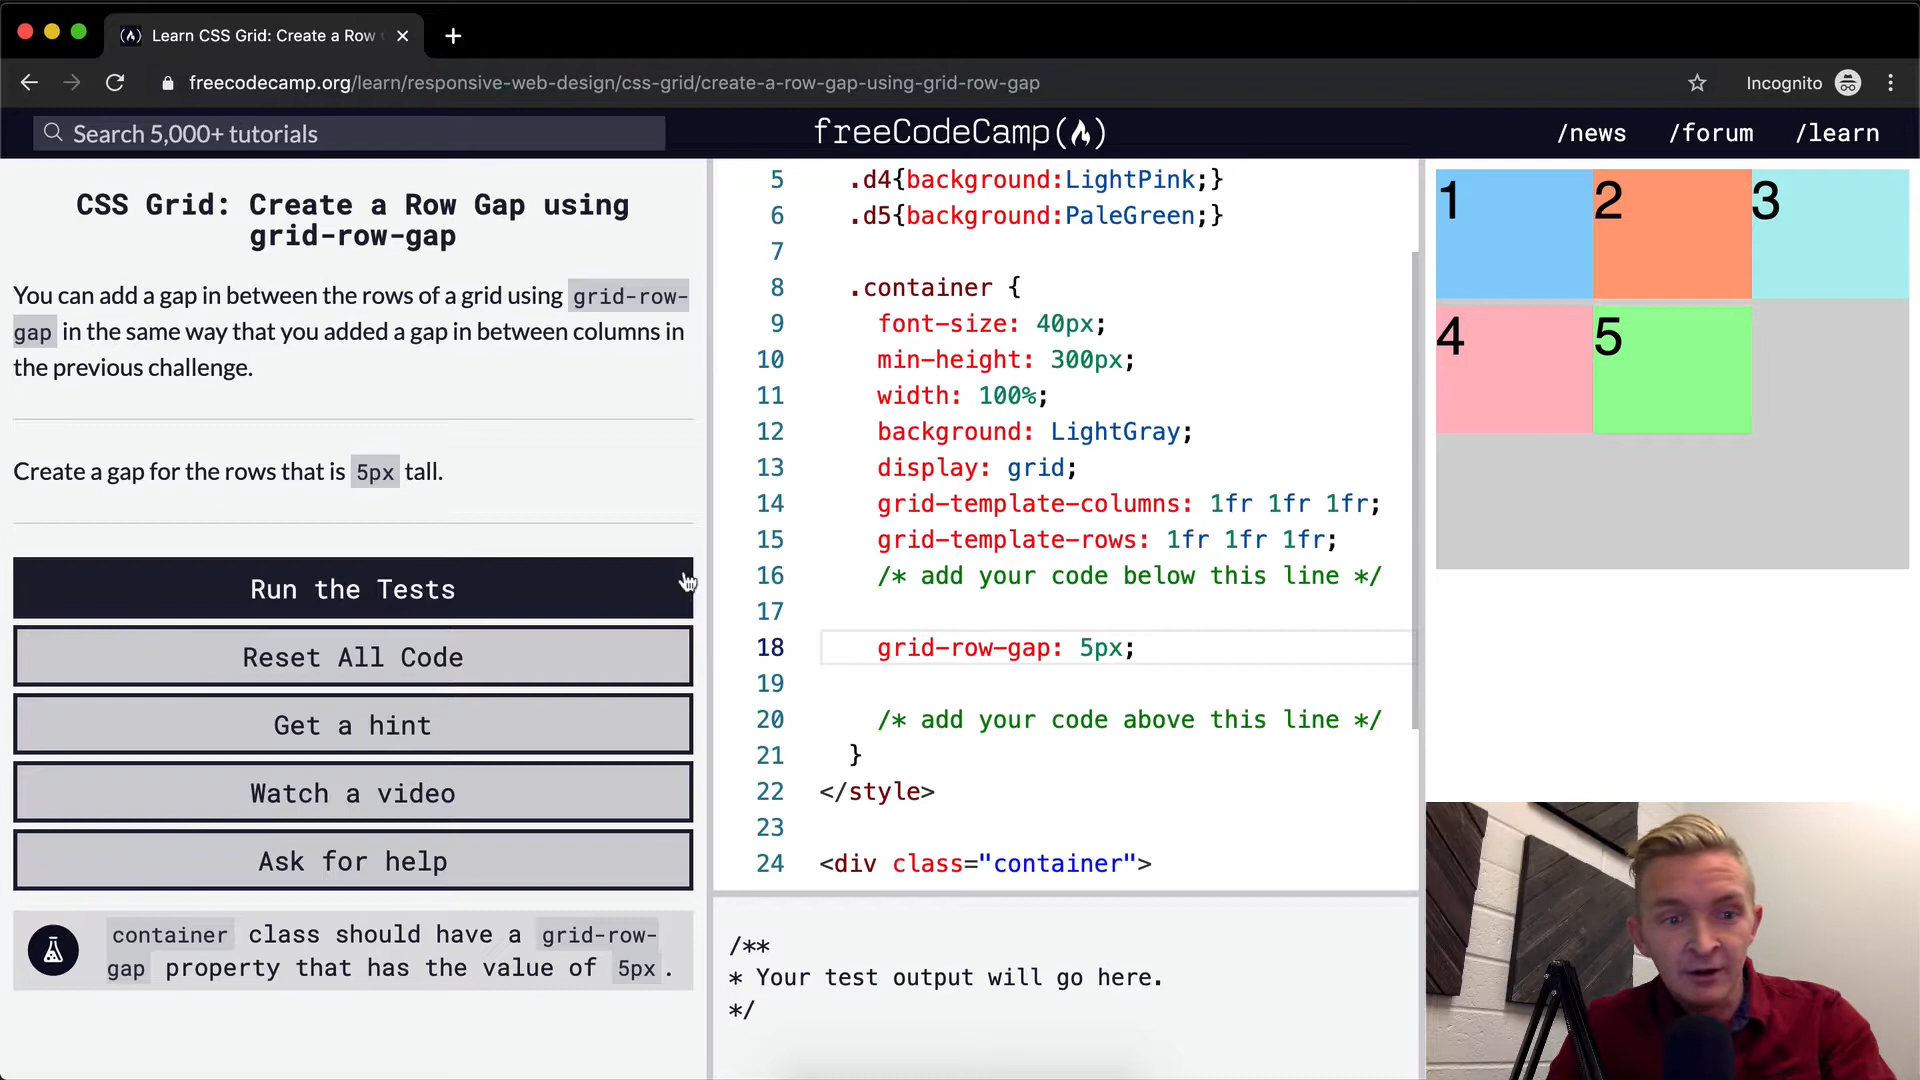 Learn CSS Grid: Create a Row
freecodecamp.org/learn/responsive-web-design/css-grid/create-a-row-gap-using-grid-row-gap
Incognito
Search 5,000+ tutorials
freeCodeCamp
/news
/forum
/learn
CSS Grid: Create a Row Gap using
grid-row-gap
You can add a gap in between the rows of a grid using grid-row-
gap in the same way that you added a gap in between columns in
the previous challenge.
Create a gap for the rows that is 5px tall.
Run the Tests
Reset All Code
Get a hint
Watch a video
Ask for help
container class should have a grid-row-
gap property that has the value of 5px.
5 .d4{background:LightPink;}
6 .d5{background:PaleGreen;}
7
8 .container {
9 font-size: 40px;
10 min-height: 300px;
11 width: 100%;
12 background: LightGray;
13 display: grid;
14 grid-template-columns: 1fr 1fr 1fr;
15 grid-template-rows: 1fr 1fr 1fr;
16 /* add your code below this line */
17
18 grid-row-gap: 5px;
19
20 /* add your code above this line */
21 }
22 </style>
23
24 <div class="container">
/**
* Your test output will go here.
*/
1 2 3
4 5